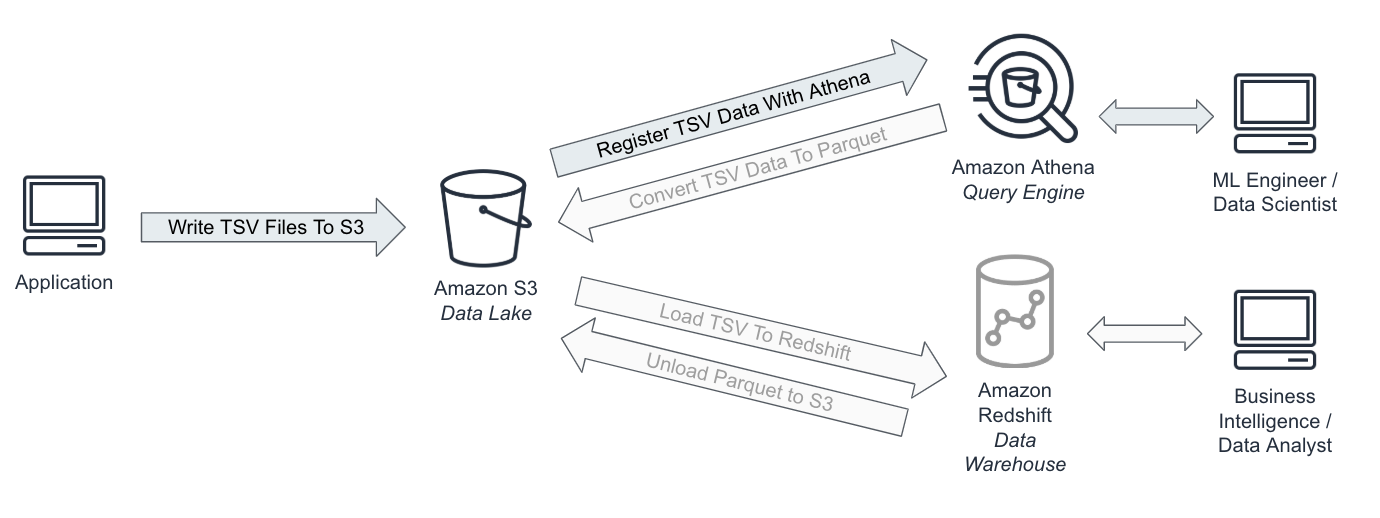 Register TSV Data With Athena
Convert TSV Data To Parquet
Amazon Athena
Query Engine
ML Engineer /
Data Scientist
Write TSV Files To S3
Application
Amazon S3
Data Lake
Load TSV To Redshift
Unload Parquet to S3
Amazon
Redshift
Data
Warehouse
Business
Intelligence /
Data Analyst